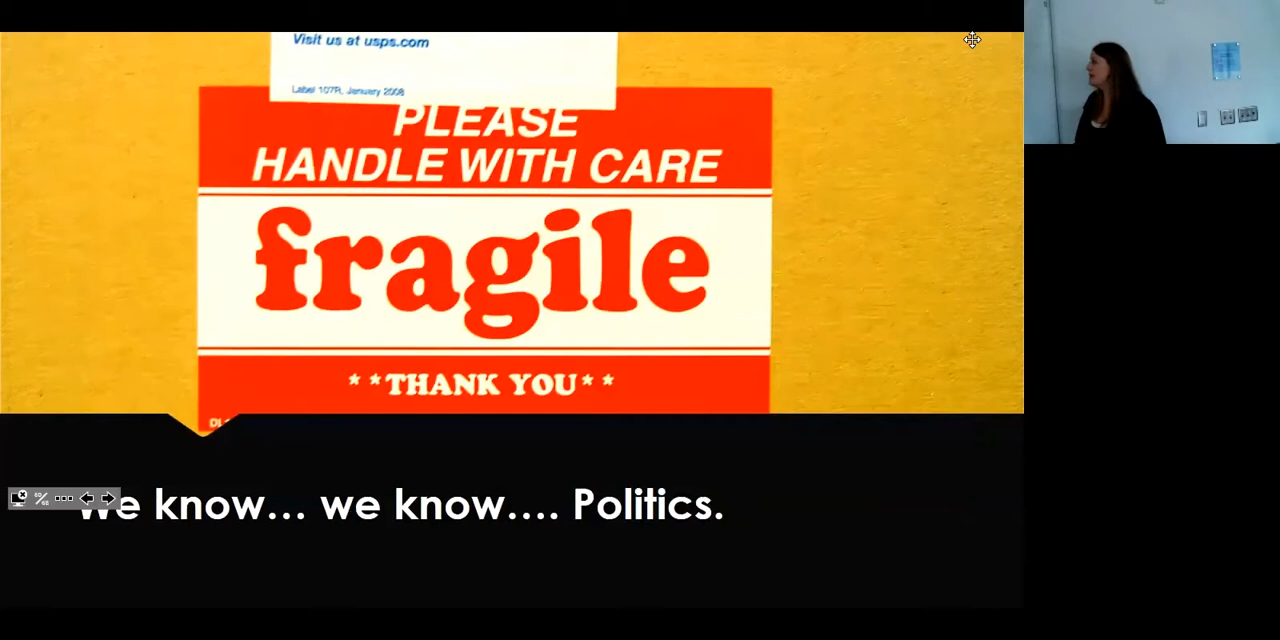 Visit us at usps.com
Label 107R, January 2008
PLEASE
HANDLE WITH CARE
fragile
**THANK YOU**
We know... we know.... Politics.